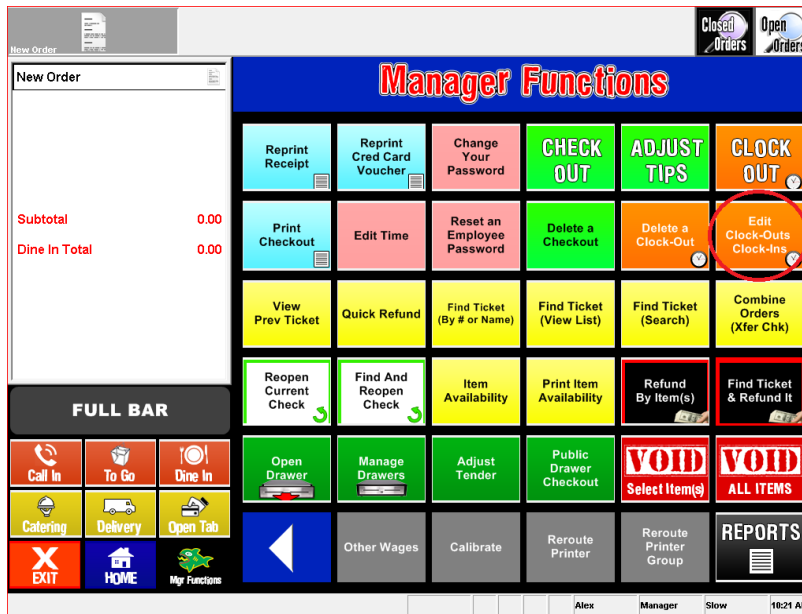 New Order
Closed
Orders
Open
Orders
New Order
Subtotal 0.00
Dine In Total 0.00
FULL BAR
Call In
To Go
Dine In
Catering
Delivery
Open Tab
EXIT
HOME
Mgr Functions
Manager Functions
Reprint
Receipt
Reprint
Cred Card
Voucher
Change
Your
Password
CHECK
OUT
ADJUST
TIPS
CLOCK
OUT
Print
Checkout
Edit Time
Reset an
Employee
Password
Delete a
Checkout
Delete a
Clock-Out
Edit
Clock-Outs
Clock-Ins
View
Prev Ticket
Quick Refund
Find Ticket
(By # or Name)
Find Ticket
(View List)
Find Ticket
(Search)
Combine
Orders
(Xfer Chk)
Reopen
Current
Check
Find And
Reopen
Check
Item
Availability
Print Item
Availability
Refund
By Item(s)
Find Ticket
& Refund It
Open
Drawer
Manage
Drawers
Adjust
Tender
Public
Drawer
Checkout
VOID
Select Item(s)
VOID
ALL ITEMS
Other Wages
Calibrate
Reroute
Printer
Reroute
Printer
Group
REPORTS
Alex
Manager
Slow
10:21 A